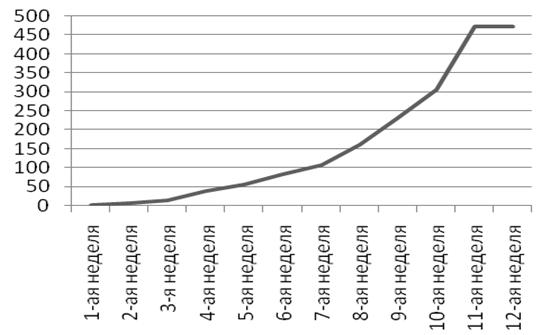 500
450
400
350
300
250
200
150
100
50
0
1-ая неделя
2-ая неделя
3-я неделя
4-ая неделя
5-ая неделя
6-ая неделя
7-ая неделя
8-ая неделя
9-ая неделя
10-ая неделя
11-ая неделя
12-ая неделя